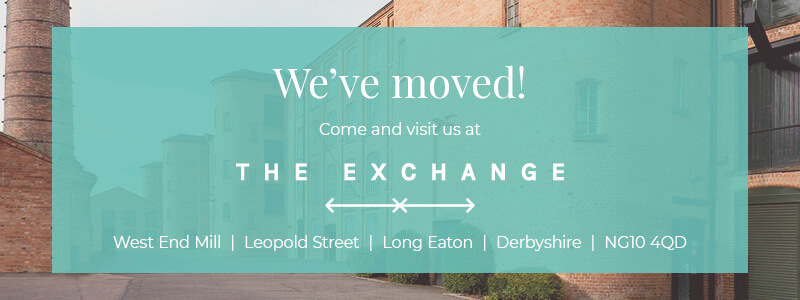 We’ve moved!
Come and visit us at
THE EXCHANGE
West End Mill | Leopold Street | Long Eaton | Derbyshire | NG10 4QD